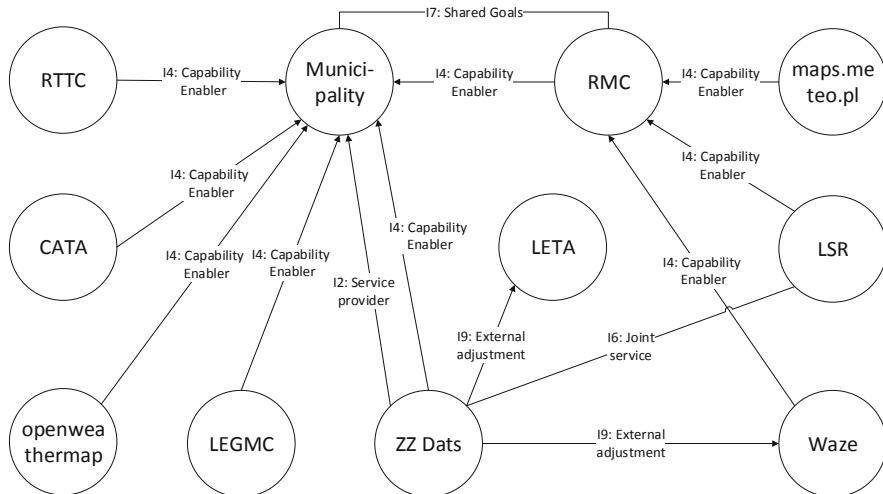 I7: Shared Goals
RTTC
I4: Capability
Enabler
Munici-
pality
I4: Capability
Enabler
RMC
I4: Capability
Enabler
maps.me
teo.pl
I4: Capability
Enabler
I4: Capability
Enabler
CATA
I4: Capability
Enabler
I4: Capability
Enabler
I4: Capability
Enabler
LETA
I4: Capability
Enabler
LSR
I2: Service
provider
I9: External
adjustment
I6: Joint
service
openwea
thermap
LEGMC
ZZ Dats
I9: External
adjustment
Waze